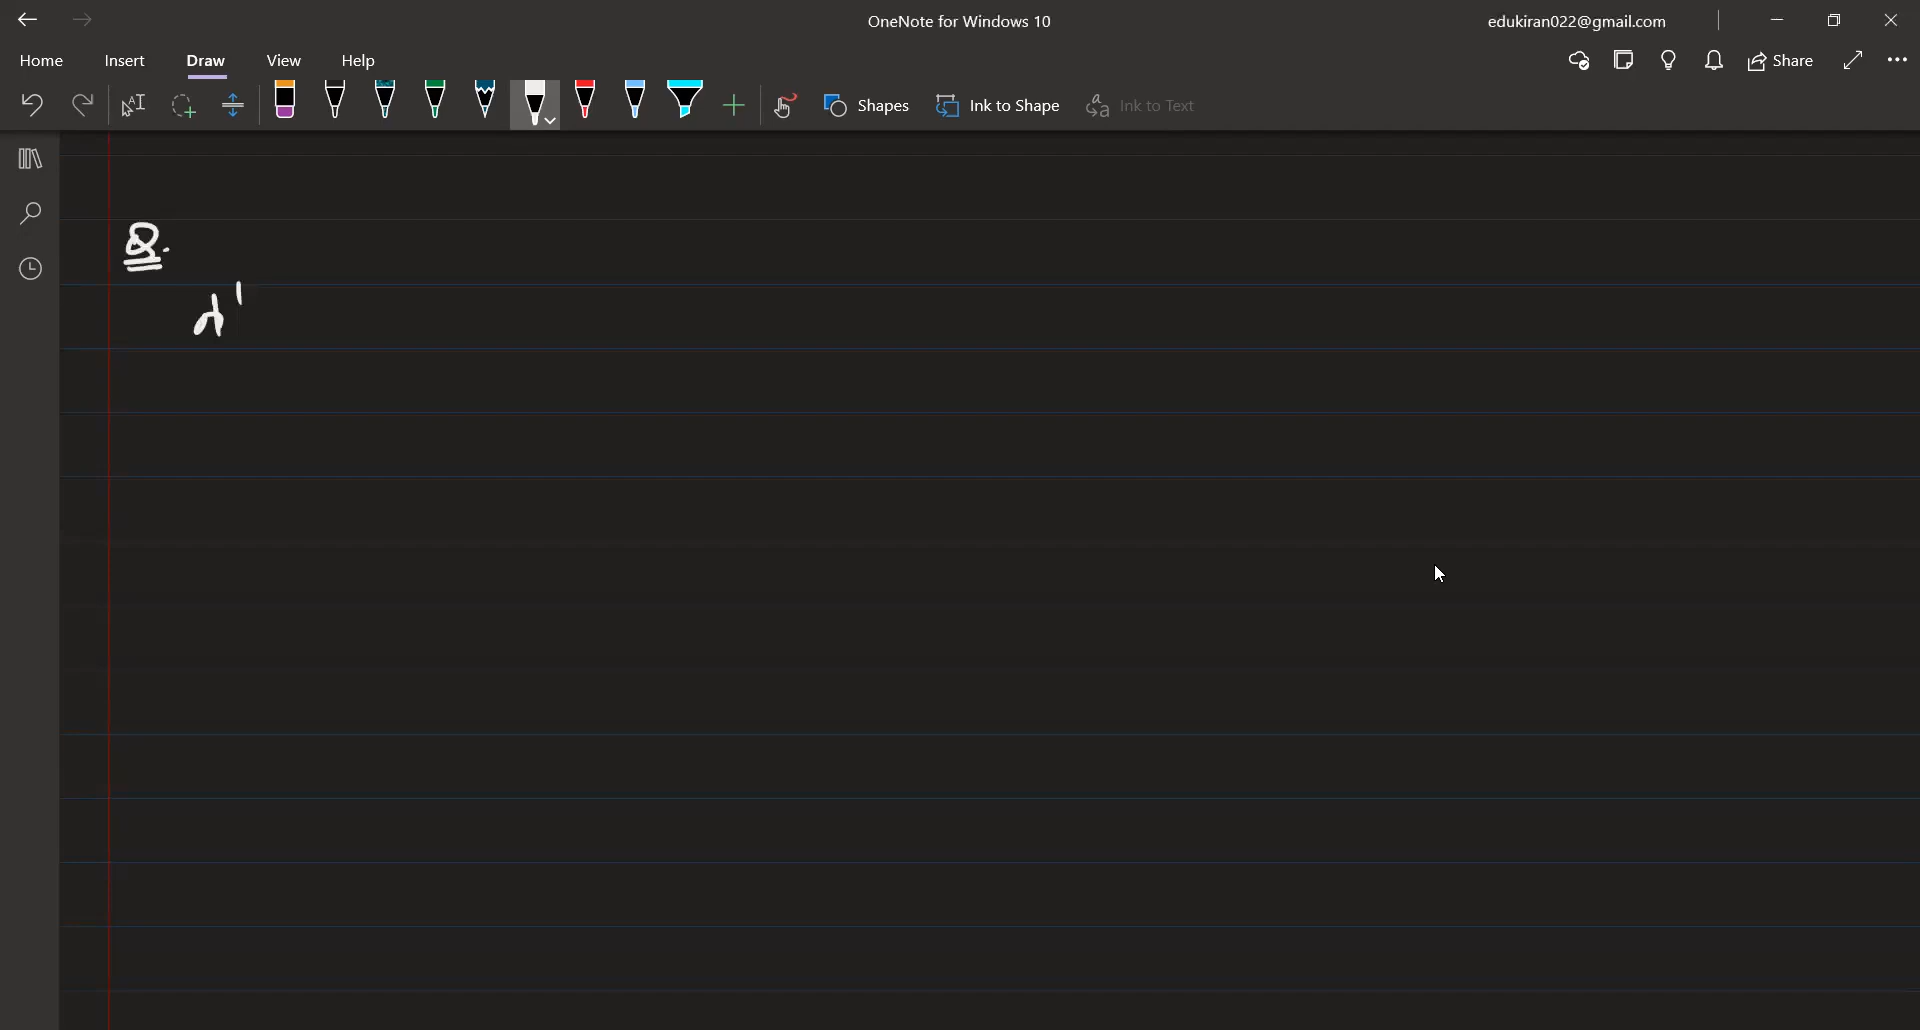 OneNote for Windows 10
edukiran022@gmail.com
Home Insert Draw View Help
Share
Shapes Ink to Shape Ink to Text
Q.